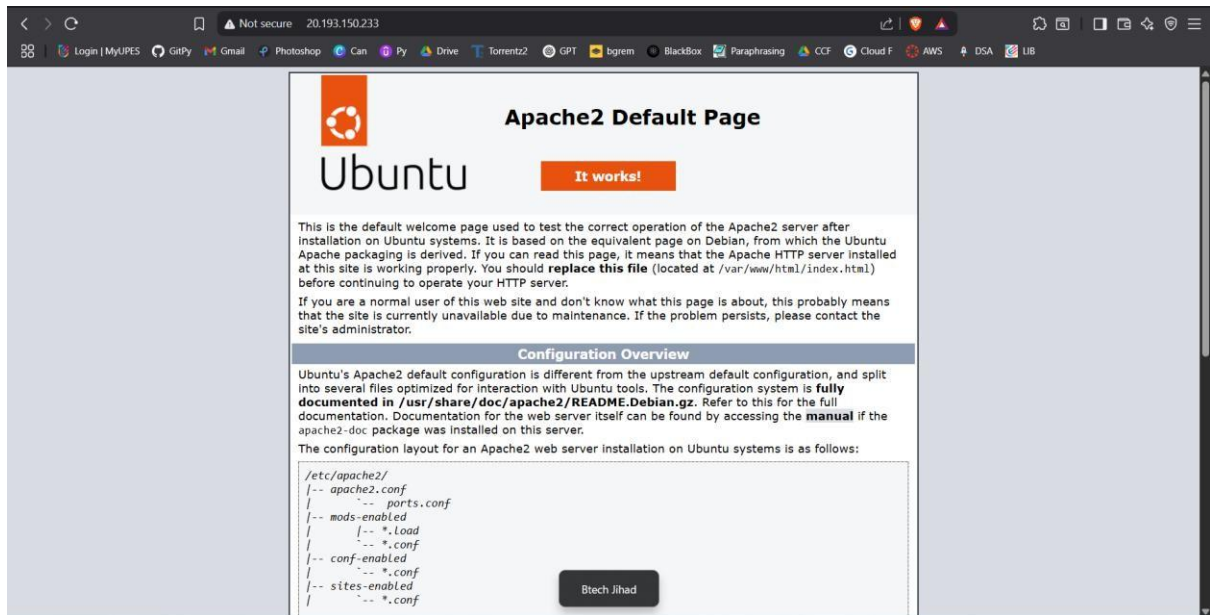 Not secure 20.193.150.233
Login | MyUPES GitPy Gmail Photoshop Can Py Drive Torrentz2 GPT bgrem BlackBox Paraphrasing CCF Cloud F AWS DSA LIB
Apache2 Default Page
Ubuntu
It works!
This is the default welcome page used to test the correct operation of the Apache2 server after
installation on Ubuntu systems. It is based on the equivalent page on Debian, from which the Ubuntu
Apache packaging is derived. If you can read this page, it means that the Apache HTTP server installed
at this site is working properly. You should replace this file (located at /var/www/html/index.html)
before continuing to operate your HTTP server.
If you are a normal user of this web site and don't know what this page is about, this probably means
that the site is currently unavailable due to maintenance. If the problem persists, please contact the
site's administrator.
Configuration Overview
Ubuntu's Apache2 default configuration is different from the upstream default configuration, and split
into several files optimized for interaction with Ubuntu tools. The configuration system is fully
documented in /usr/share/doc/apache2/README.Debian.gz. Refer to this for the full
documentation. Documentation for the web server itself can be found by accessing the manual if the
apache2-doc package was installed on this server.
The configuration layout for an Apache2 web server installation on Ubuntu systems is as follows:
/etc/apache2/
|-- apache2.conf
|       `--  ports.conf
|-- mods-enabled
|       |-- *.load
|       `-- *.conf
|-- conf-enabled
|       `-- *.conf
|-- sites-enabled
|       `-- *.conf
Btech Jihad